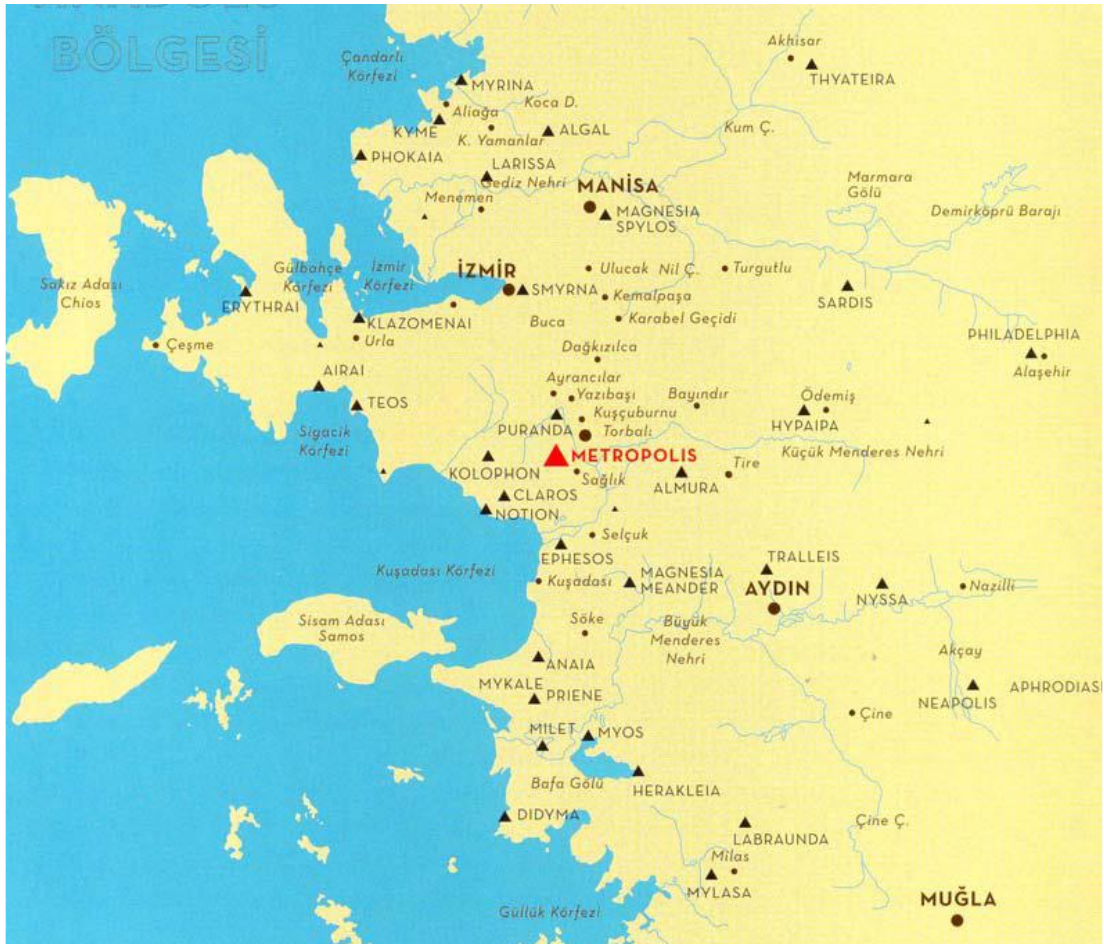 BÖLGESİ
Çandarlı
Körfezi
Akhisar
THYATEIRA
MYRINA
Aliağa
Koca D.
KYME
ALGAL
K. Yamanlar
Kum Ç.
PHOKAIA
LARISSA
Gediz Nehri
MANİSA
Menemen
MAGNESIA
SPYLOS
Marmara
Gölü
Demirköprü Barajı
Sakız Adası
Chios
Gülbahçe
Körfezi
İzmir
Körfezi
İZMİR
SMYRNA
Ulucak
Nil Ç.
Turgutlu
ERYTHRAI
Kemalpaşa
SARDIS
KLAZOMENAI
Buca
Karabel Geçidi
Urla
Çeşme
PHILADELPHIA
Alaşehir
Dağkızılca
AIRAI
Ayrancılar
Yazıbaşı
Bayındır
Ödemiş
TEOS
Kuşçuburnu
PURANDA
Torbalı
HYPAIPA
Sigacik
Körfezi
METROPOLIS
Küçük Menderes Nehri
KOLOPHON
Sağlık
ALMURA
Tire
CLAROS
NOTION
Selçuk
EPHESOS
Kuşadası Körfezi
Kuşadası
MAGNESIA
MEANDER
TRALLEIS
AYDIN
NYSSA
Nazilli
Sisam Adası
Samos
Söke
Büyük
Menderes
Nehri
ANAIA
Akçay
MYKALE
PRIENE
NEAPOLIS
APHRODIAS
Çine
MILET
MYOS
Bafa Gölü
HERAKLEIA
DIDYMA
LABRAUNDA
Çine Ç.
Milas
MYLASA
Güllük Körfezi
MUĞLA